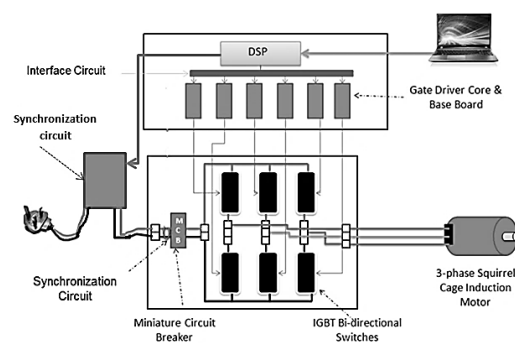 DSP
Interface Circuit
Gate Driver Core &
Base Board
Synchronization
circuit
M
C
B
Synchronization
Circuit
Miniature Circuit
Breaker
IGBT Bi-directional
Switches
3-phase Squirrel
Cage Induction
Motor